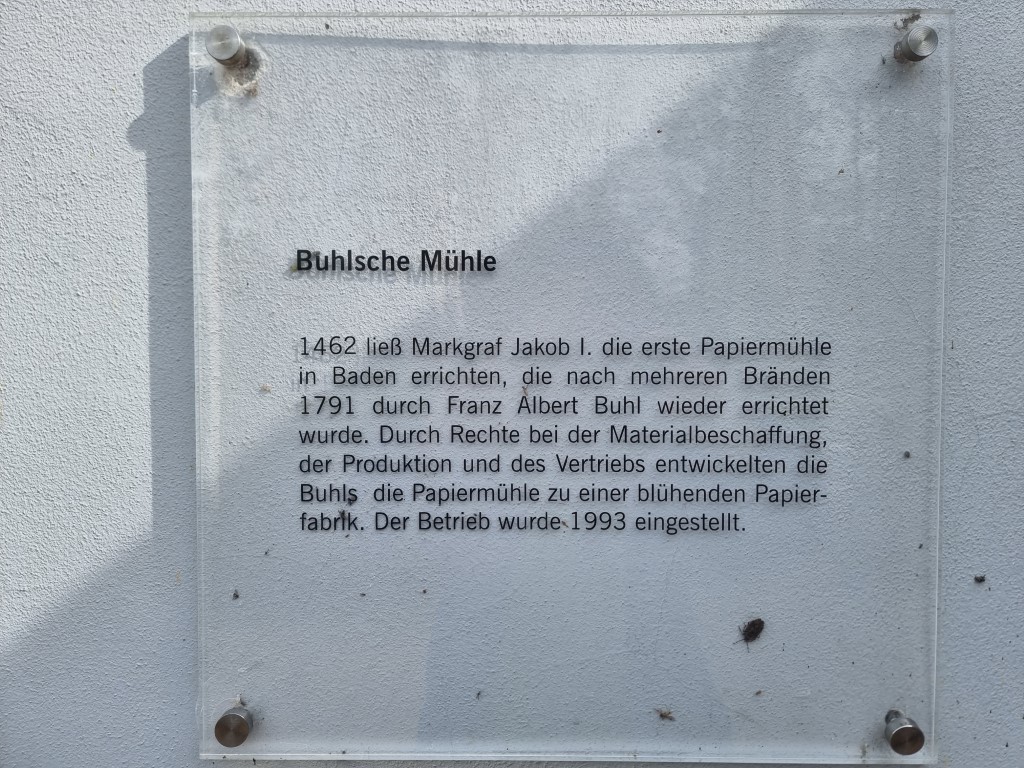 Buhlsche Mühle
1462 ließ Markgraf Jakob I. die erste Papiermühle
in Baden errichten, die nach mehreren Bränden
1791 durch Franz Albert Buhl wieder errichtet
wurde. Durch Rechte bei der Materialbeschaffung,
der Produktion und des Vertriebs entwickelten die
Buhls die Papiermühle zu einer blühenden Papier-
fabrik. Der Betrieb wurde 1993 eingestellt.